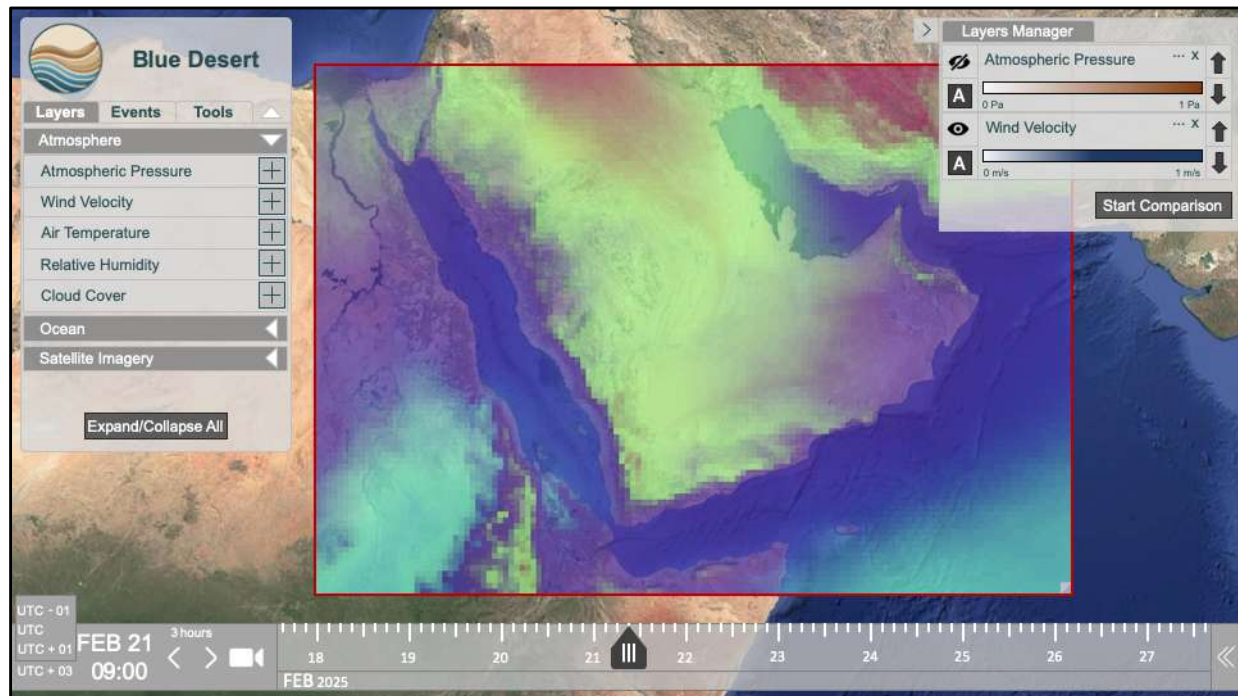 Blue Desert
Layers Events Tools
Atmosphere
Atmospheric Pressure
Wind Velocity
Air Temperature
Relative Humidity
Cloud Cover
Ocean
Satellite Imagery
Expand/Collapse All
Layers Manager
Atmospheric Pressure ... X
A
0 Pa 1 Pa
Wind Velocity ... X
A
0 m/s 1 m/s
Start Comparison
UTC - 01
UTC
UTC + 01
UTC + 03
FEB 21
09:00
3 hours
18 19 20 21 22 23 24 25 26 27
FEB 2025